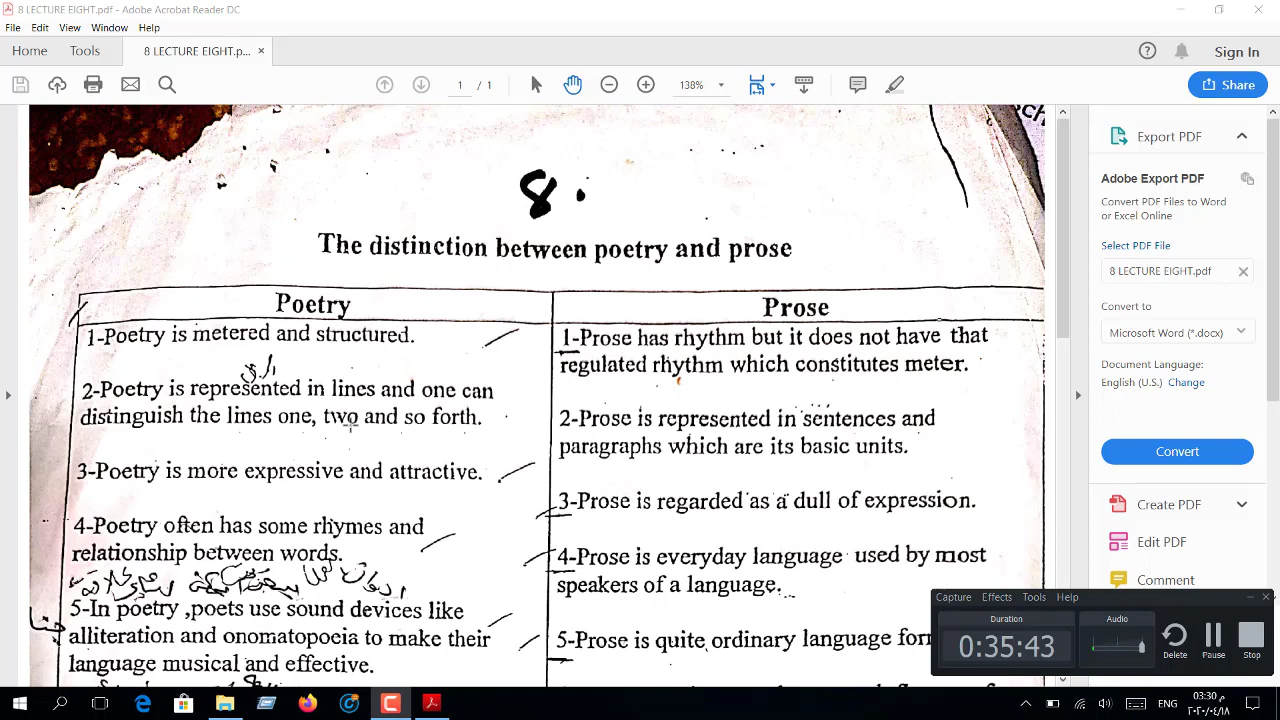 8 LECTURE EIGHT.pdf - Adobe Acrobat Reader DC
File Edit View Window Help
Home Tools 8 LECTURE EIGHT.p... × Sign In
1 / 1 138% Share
8.
The distinction between poetry and prose
Poetry
1-Poetry is metered and structured.
2-Poetry is represented in lines and one can
distinguish the lines one, two and so forth.
3-Poetry is more expressive and attractive.
4-Poetry often has some rhymes and
relationship between words.
5-In poetry ,poets use sound devices like
alliteration and onomatopoeia to make their
language musical and effective.
Prose
1-Prose has rhythm but it does not have that
regulated rhythm which constitutes meter.
2-Prose is represented in sentences and
paragraphs which are its basic units.
3-Prose is regarded as a dull of expression.
4-Prose is everyday language used by most
speakers of a language.
5-Prose is quite ordinary language
Export PDF
Adobe Export PDF
Convert PDF Files to Word
or Excel Online
Select PDF File
8 LECTURE EIGHT.pdf
Convert to
Microsoft Word (*.docx)
Document Language:
English (U.S.) Change
Convert
Create PDF
Edit PDF
Comment
Capture Effects Tools Help
Duration
0:35:43
Audio
Delete Pause Stop
ENG
03:30 م
٢٠٢٠/٠٤/١٨